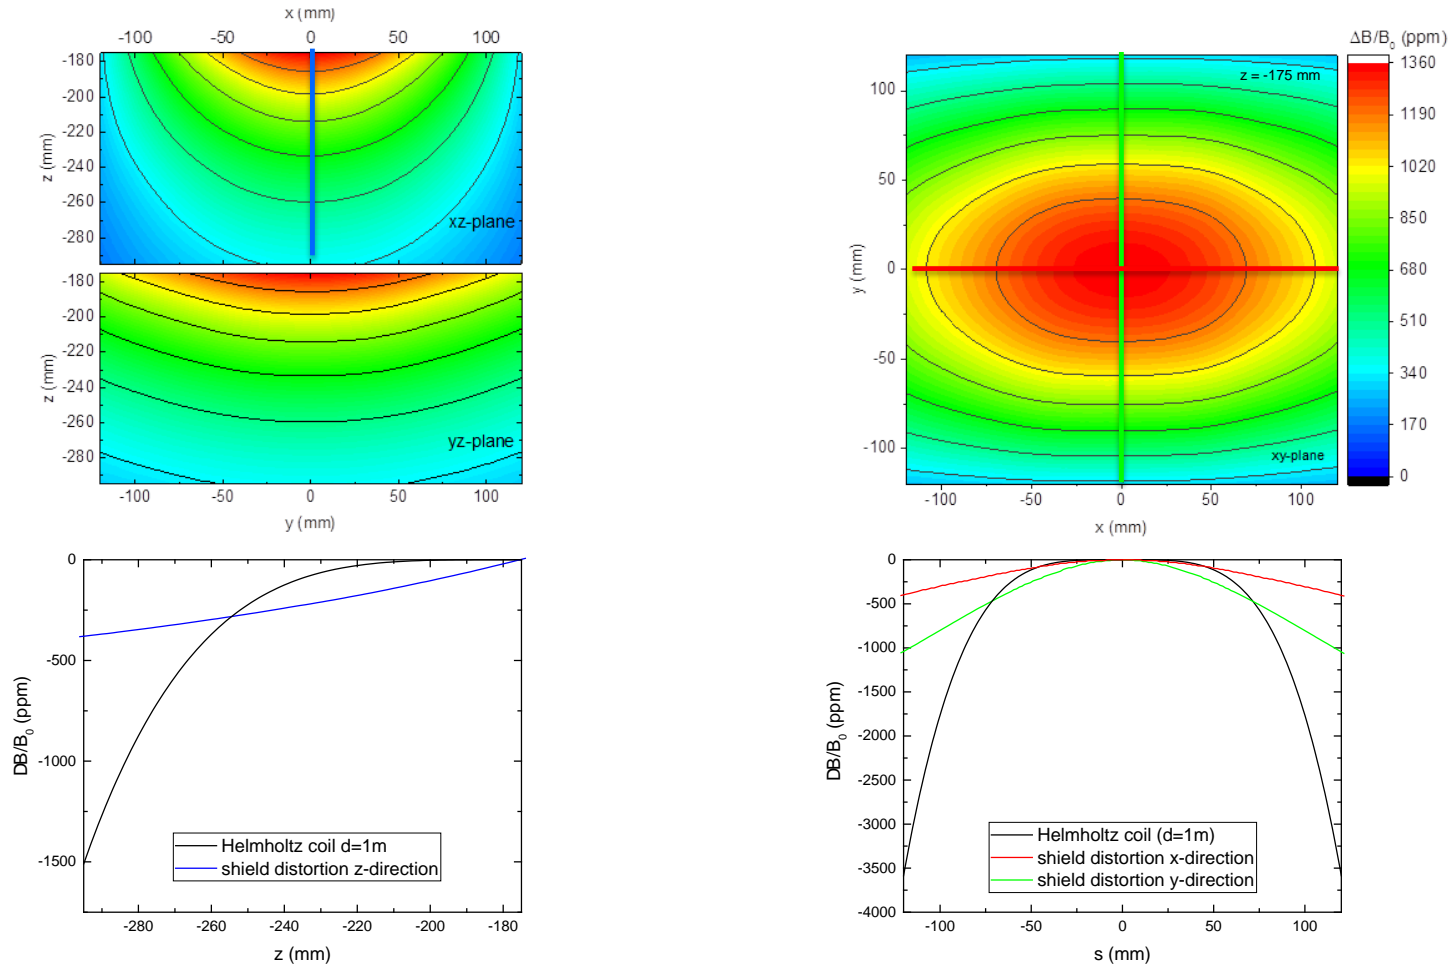 x (mm)
-100 -50 0 50 100
-180
-200
-220
-240
-260
-280
z (mm)
xz-plane
-180
-200
-220
-240
-260
-280
z (mm)
yz-plane
-100 -50 0 50 100
y (mm)
ΔB/B0 (ppm)
z = -175 mm
100
50
0
-50
-100
y (mm)
xy-plane
-100 -50 0 50 100
x (mm)
1360
1190
1020
850
680
510
340
170
0
0
-500
-1000
-1500
DB/B0 (ppm)
Helmholtz coil d=1m
shield distortion z-direction
-280 -260 -240 -220 -200 -180
z (mm)
0
-500
-1000
-1500
-2000
-2500
-3000
-3500
-4000
DB/B0 (ppm)
Helmholtz coil (d=1m)
shield distortion x-direction
shield distortion y-direction
-100 -50 0 50 100
s (mm)